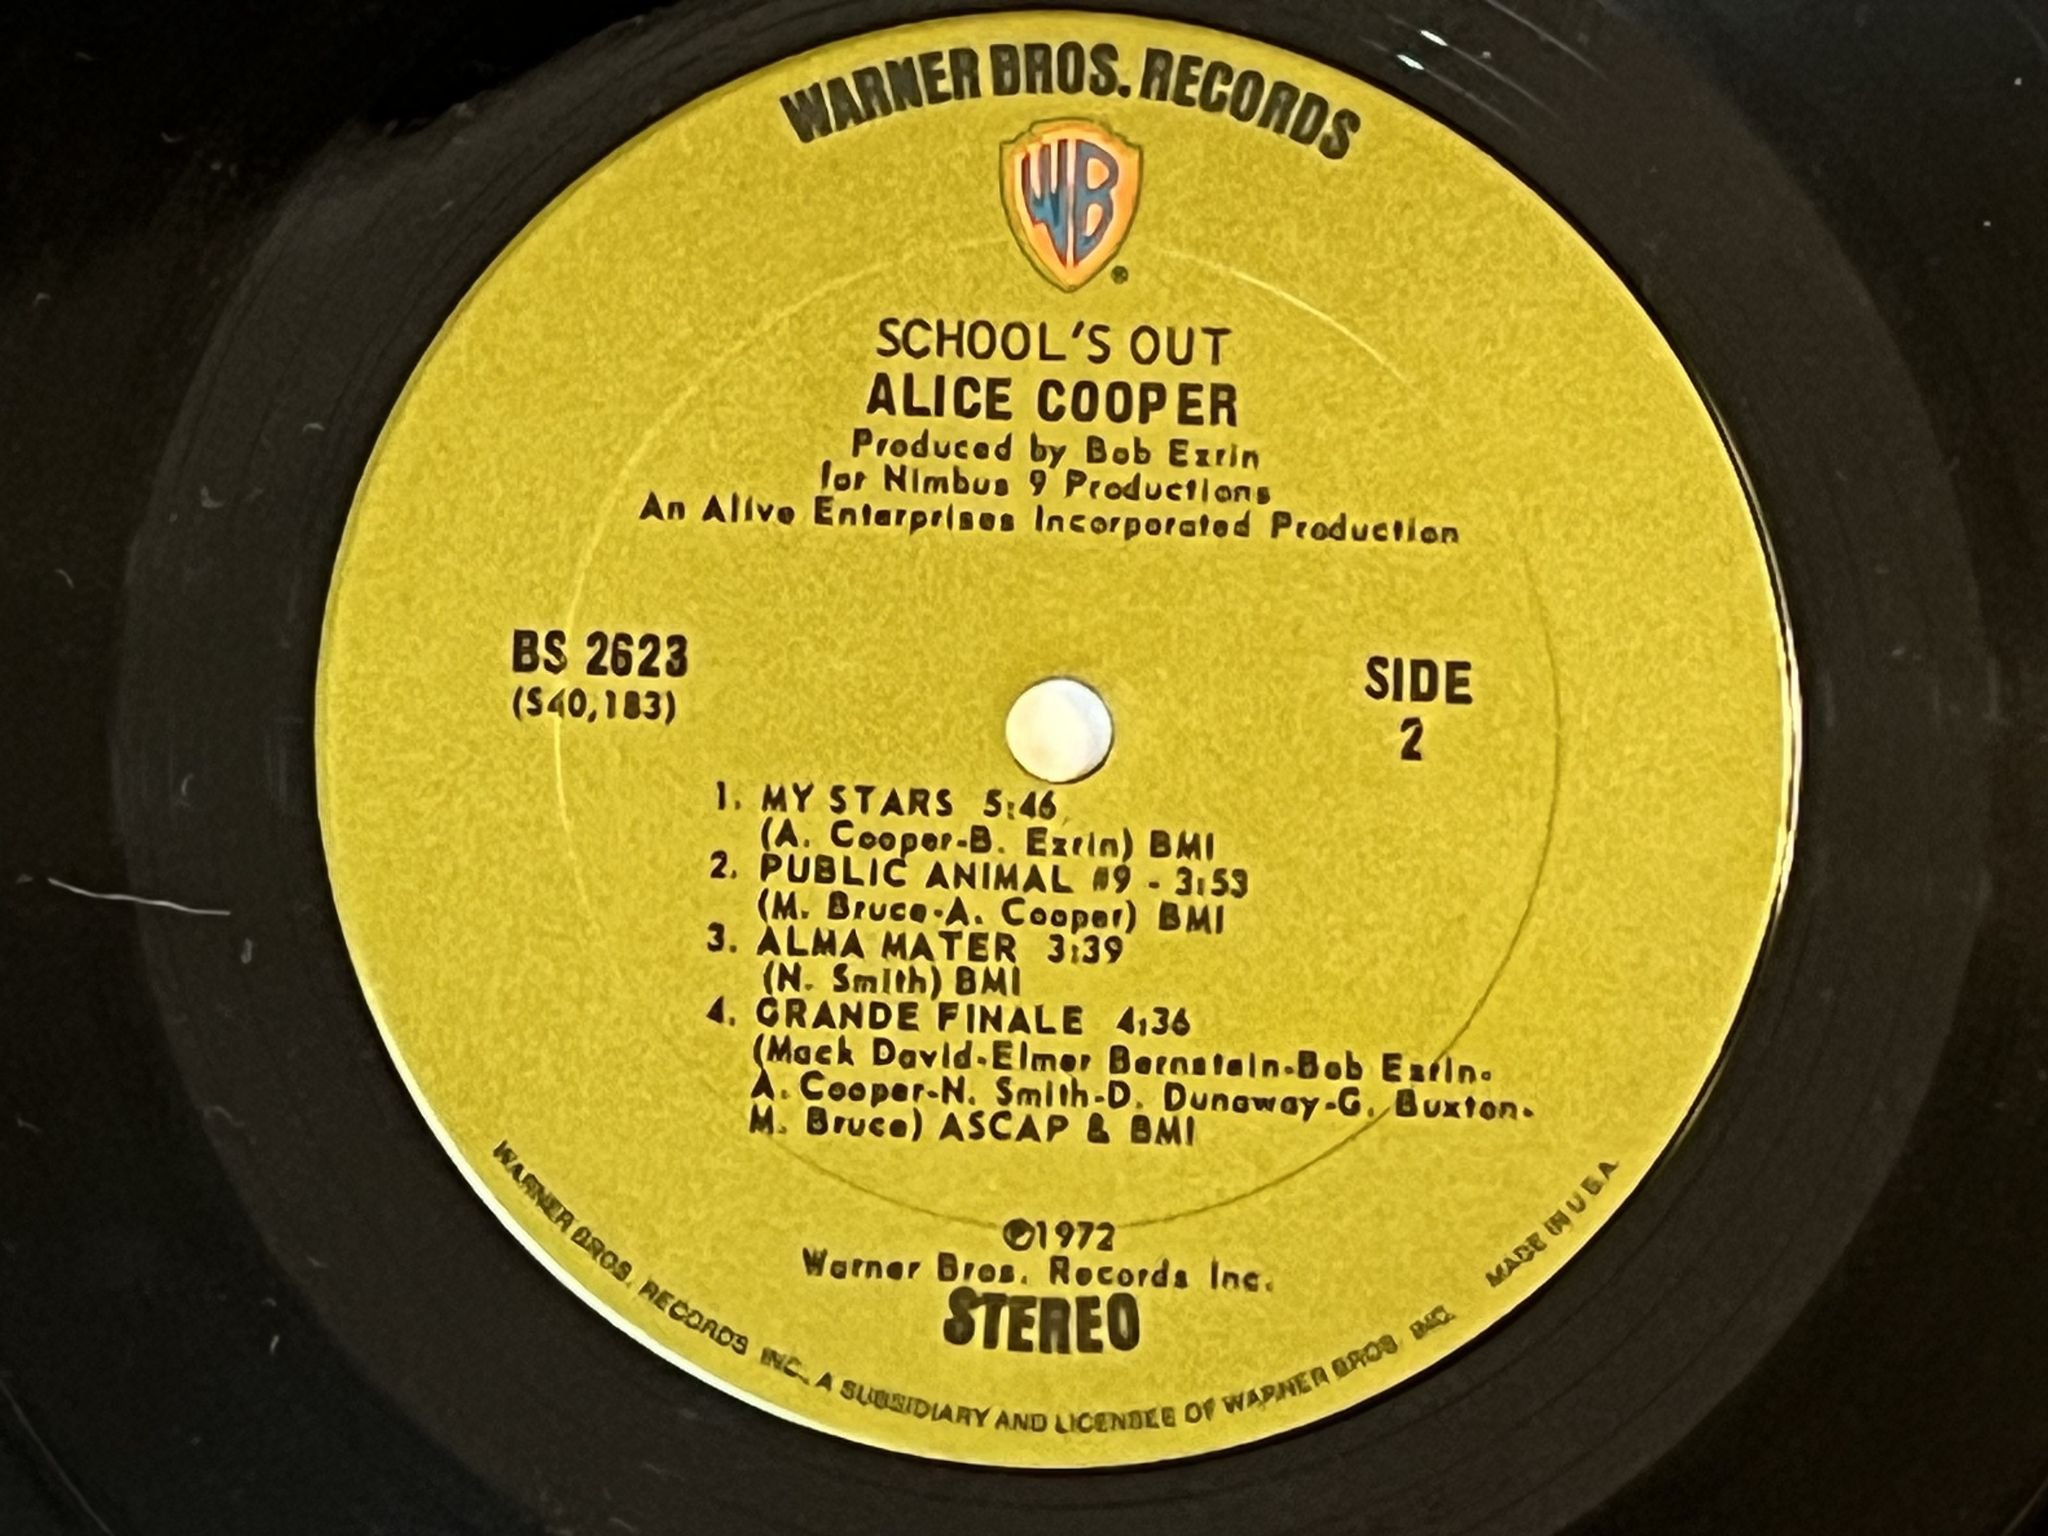 WARNER BROS. RECORDS
WB
®
SCHOOL'S OUT
ALICE COOPER
Produced by Bob Ezrin
for Nimbus 9 Productions
An Alive Enterprises Incorporated Production
BS 2623
(S40,183)
SIDE
2
1. MY STARS 5:46
(A. Cooper-B. Ezrin) BMI
2. PUBLIC ANIMAL #9 - 3:53
(M. Bruce-A. Cooper) BMI
3. ALMA MATER 3:39
(N. Smith) BMI
4. GRANDE FINALE 4:36
(Mack David-Elmer Bernstein-Bob Ezrin-
A. Cooper-N. Smith-D. Dunaway-G. Buxton-
M. Bruce) ASCAP & BMI
℗1972
Warner Bros. Records Inc.
STEREO
WARNER BROS. RECORDS INC., A SUBSIDIARY AND LICENSEE OF WARNER BROS. INC.
MADE IN U.S.A.